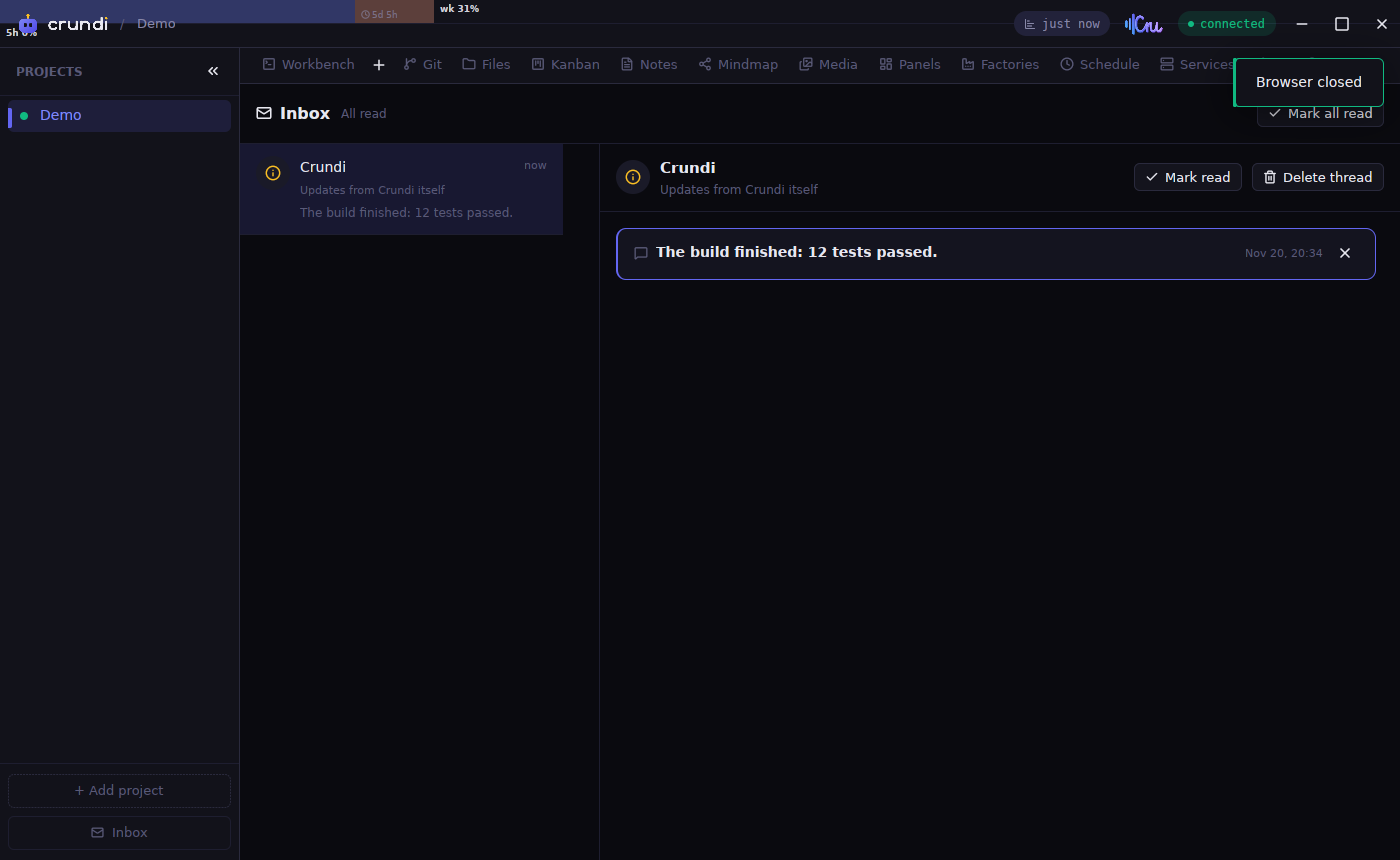 5d 5h
wk 31%
crundi / Demo
just now
Cru
connected
PROJECTS
Workbench
Git
Files
Kanban
Notes
Mindmap
Media
Panels
Factories
Schedule
Services
Browser closed
Demo
Inbox
All read
Mark all read
Crundi
now
Updates from Crundi itself
The build finished: 12 tests passed.
Crundi
Updates from Crundi itself
Mark read
Delete thread
The build finished: 12 tests passed.
Nov 20, 20:34
+ Add project
Inbox